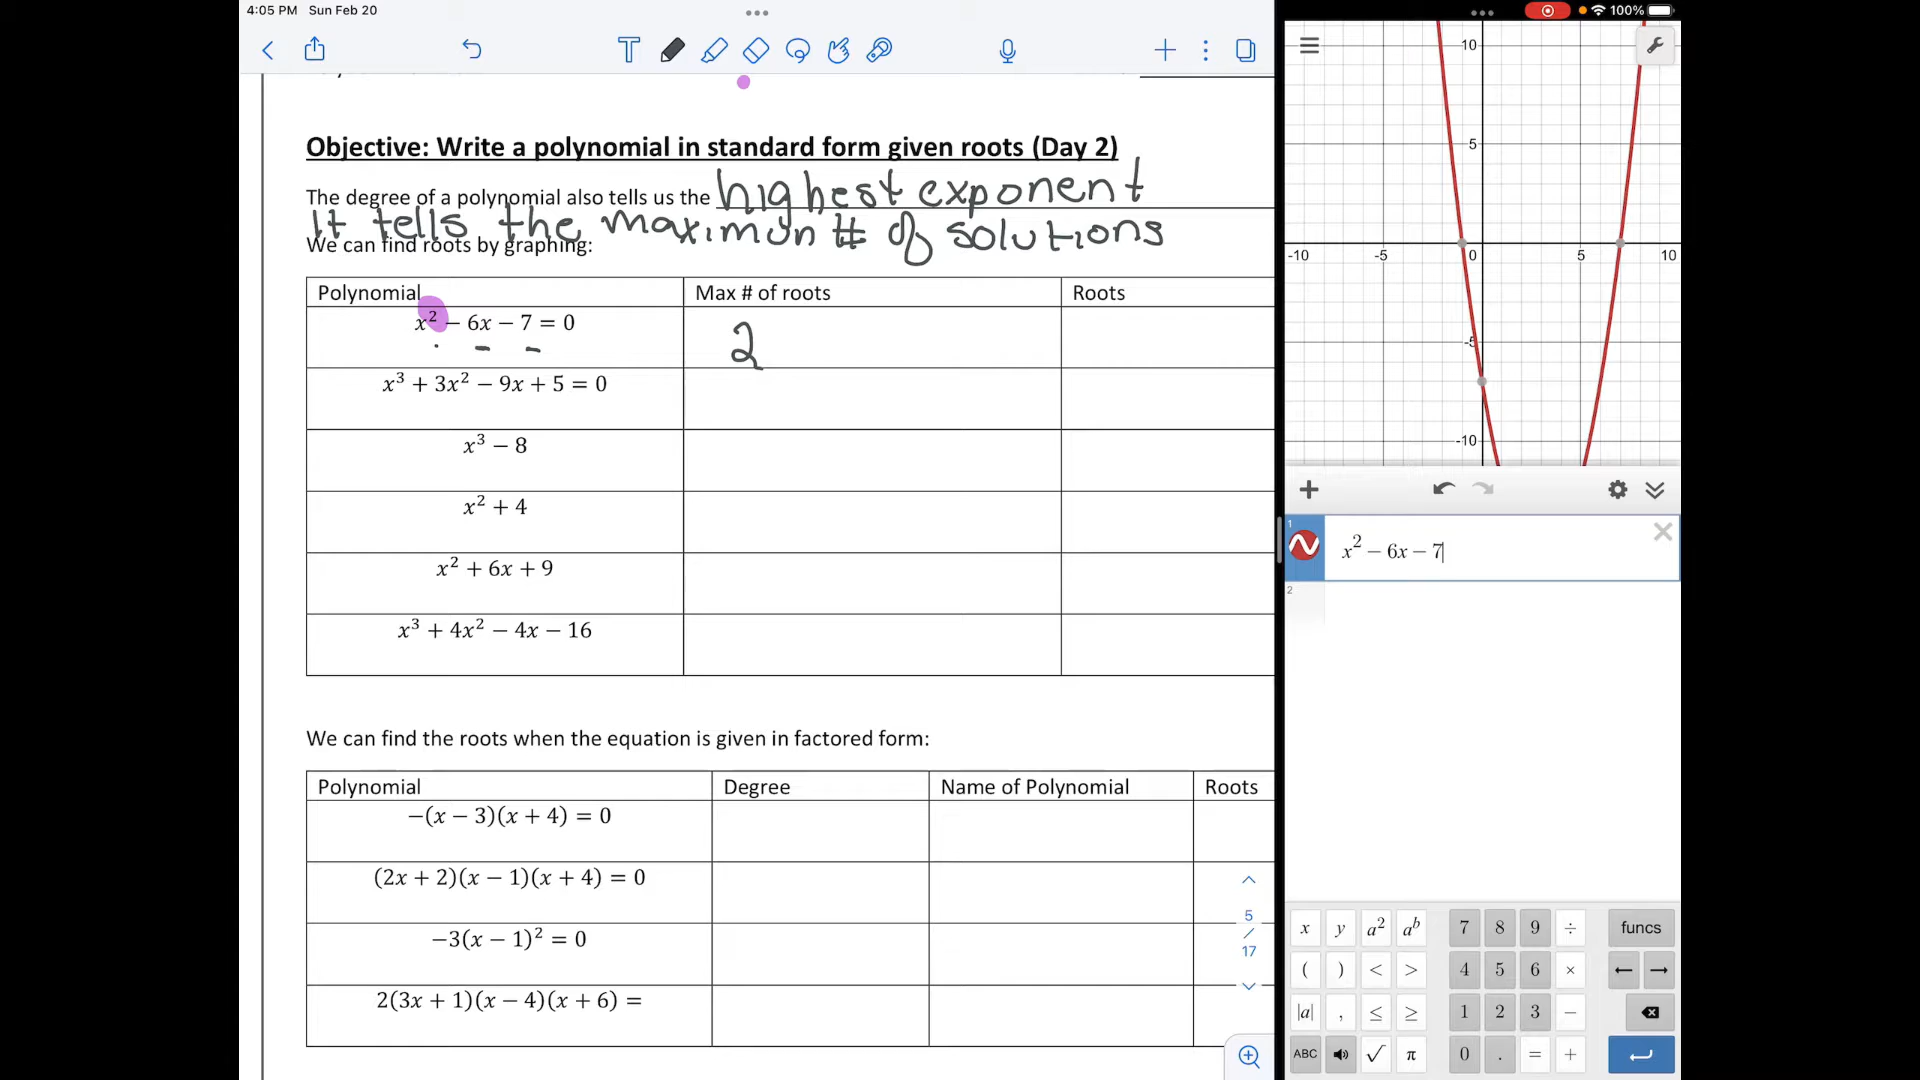 4:05 PM Sun Feb 20
100%
Objective: Write a polynomial in standard form given roots (Day 2)
The degree of a polynomial also tells us the highest exponent
It tells the maximum # of solutions
We can find roots by graphing:
Polynomial Max # of roots Roots
x² − 6x − 7 = 0 2
x³ + 3x² − 9x + 5 = 0
x³ − 8
x² + 4
x² + 6x + 9
x³ + 4x² − 4x − 16
We can find the roots when the equation is given in factored form:
Polynomial Degree Name of Polynomial Roots
−(x − 3)(x + 4) = 0
(2x + 2)(x − 1)(x + 4) = 0
−3(x − 1)² = 0
2(3x + 1)(x − 4)(x + 6) =
5
/
17
10
5
-10 -5 0 5 10
-5
-10
1
x² − 6x − 7
2
x y a² aᵇ 7 8 9 ÷ funcs
( ) < > 4 5 6 × ← →
|a| , ≤ ≥ 1 2 3 −
ABC √ π 0 . = +